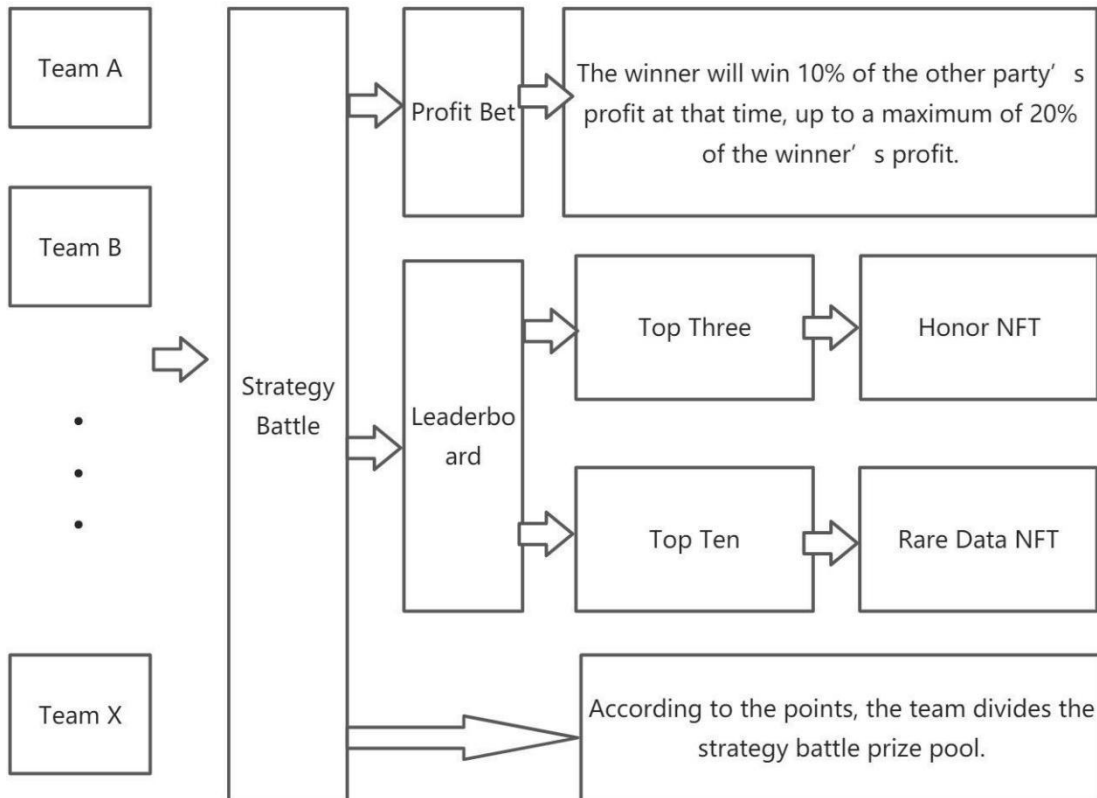 Team A
Team B
Team X
Strategy
Battle
Profit Bet
The winner will win 10% of the other party’s
profit at that time, up to a maximum of 20%
of the winner’s profit.
Leaderbo
ard
Top Three
Honor NFT
Top Ten
Rare Data NFT
According to the points, the team divides the
strategy battle prize pool.